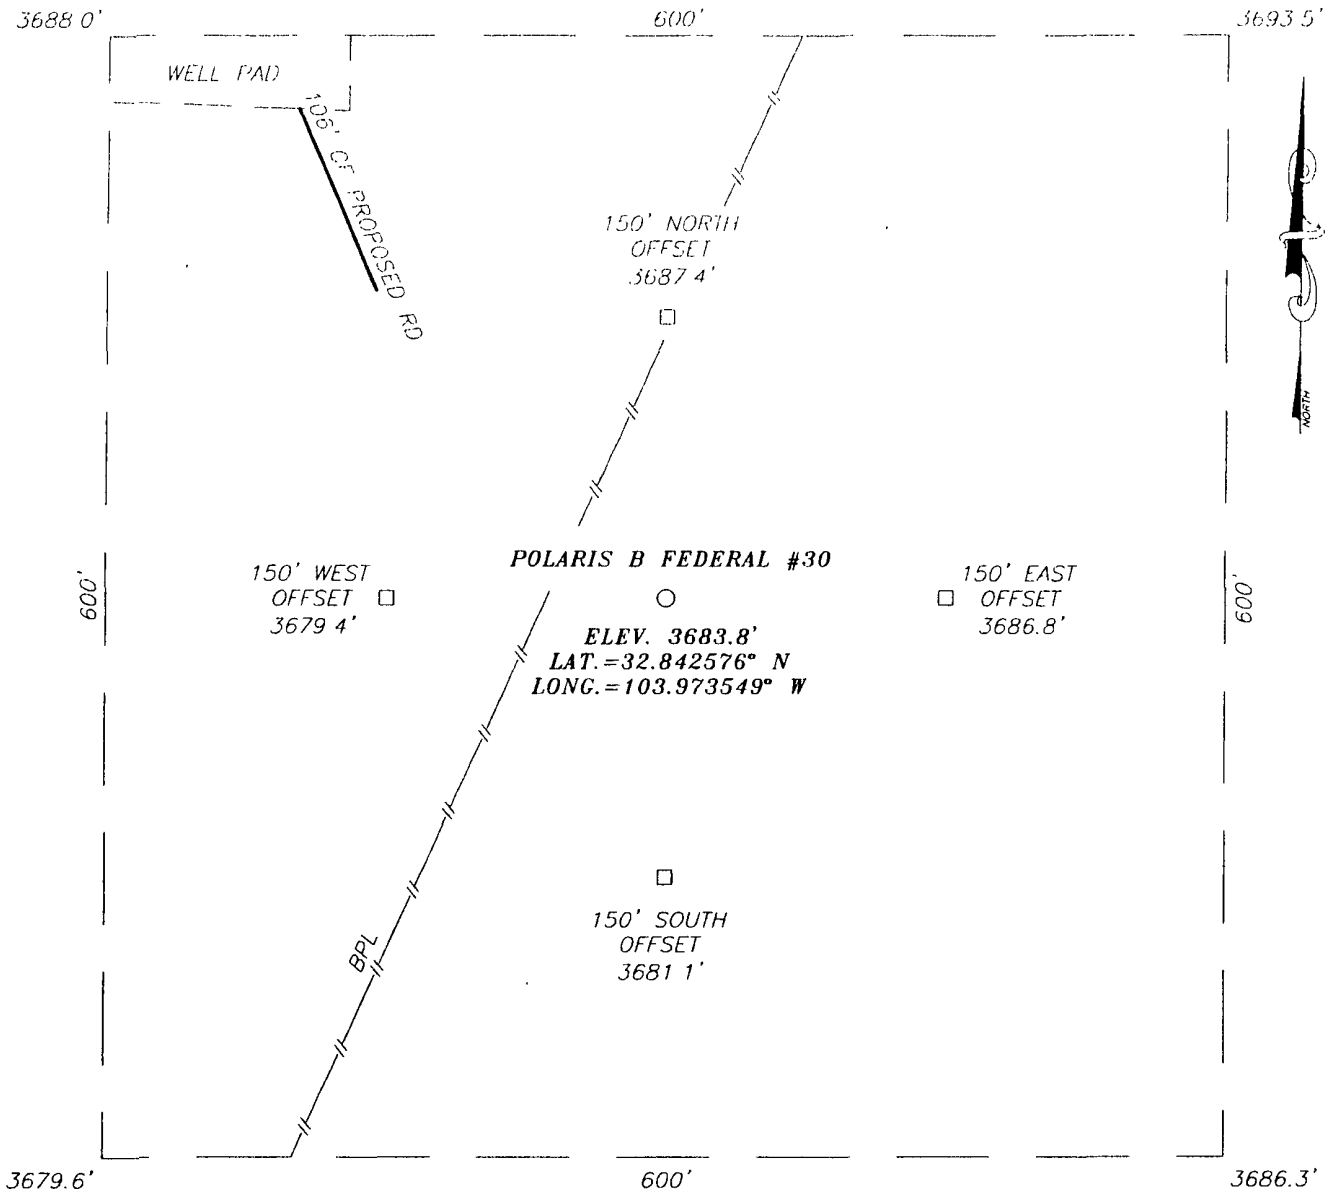 3688 0'
600'
3693 5'
WELL PAD
106' OF PROPOSED RD
150' NORTH
OFFSET
3687 4'
NORTH
POLARIS B FEDERAL #30
600'
150' WEST
OFFSET
3679 4'
150' EAST
OFFSET
3686.8'
600'
ELEV. 3683.8'
LAT.=32.842576° N
LONG.=103.973549° W
150' SOUTH
OFFSET
3681 1'
BPL
3679.6'
600'
3686.3'